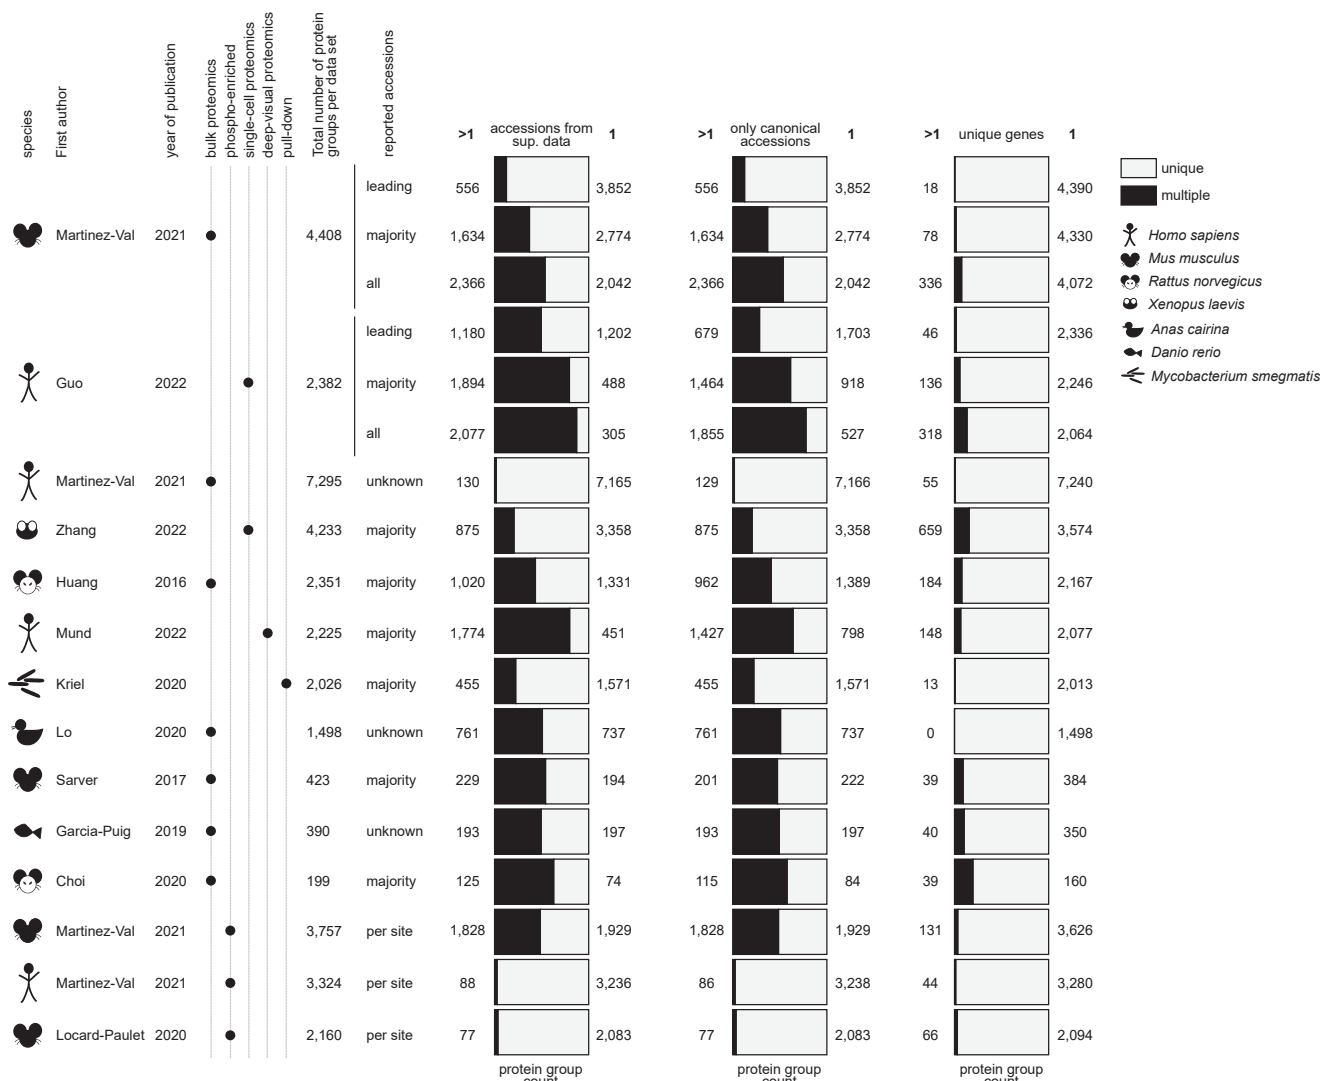 species
First author
year of publication
bulk proteomics
phospho-enriched
single-cell proteomics
deep-visual proteomics
pull-down
Total number of protein
groups per data set
reported accessions
>1 accessions from 1
sup. data
>1 only canonical 1
accessions
>1 unique genes 1
unique
multiple
Homo sapiens
Mus musculus
Rattus norvegicus
Xenopus laevis
Anas cairina
Danio rerio
Mycobacterium smegmatis
leading 556 3,852 556 3,852 18 4,390
Martinez-Val 2021 4,408 majority 1,634 2,774 1,634 2,774 78 4,330
all 2,366 2,042 2,366 2,042 336 4,072
leading 1,180 1,202 679 1,703 46 2,336
Guo 2022 2,382 majority 1,894 488 1,464 918 136 2,246
all 2,077 305 1,855 527 318 2,064
Martinez-Val 2021 7,295 unknown 130 7,165 129 7,166 55 7,240
Zhang 2022 4,233 majority 875 3,358 875 3,358 659 3,574
Huang 2016 2,351 majority 1,020 1,331 962 1,389 184 2,167
Mund 2022 2,225 majority 1,774 451 1,427 798 148 2,077
Kriel 2020 2,026 majority 455 1,571 455 1,571 13 2,013
Lo 2020 1,498 unknown 761 737 761 737 0 1,498
Sarver 2017 423 majority 229 194 201 222 39 384
Garcia-Puig 2019 390 unknown 193 197 193 197 40 350
Choi 2020 199 majority 125 74 115 84 39 160
Martinez-Val 2021 3,757 per site 1,828 1,929 1,828 1,929 131 3,626
Martinez-Val 2021 3,324 per site 88 3,236 86 3,238 44 3,280
Locard-Paulet 2020 2,160 per site 77 2,083 77 2,083 66 2,094
protein group protein group protein group
count count count